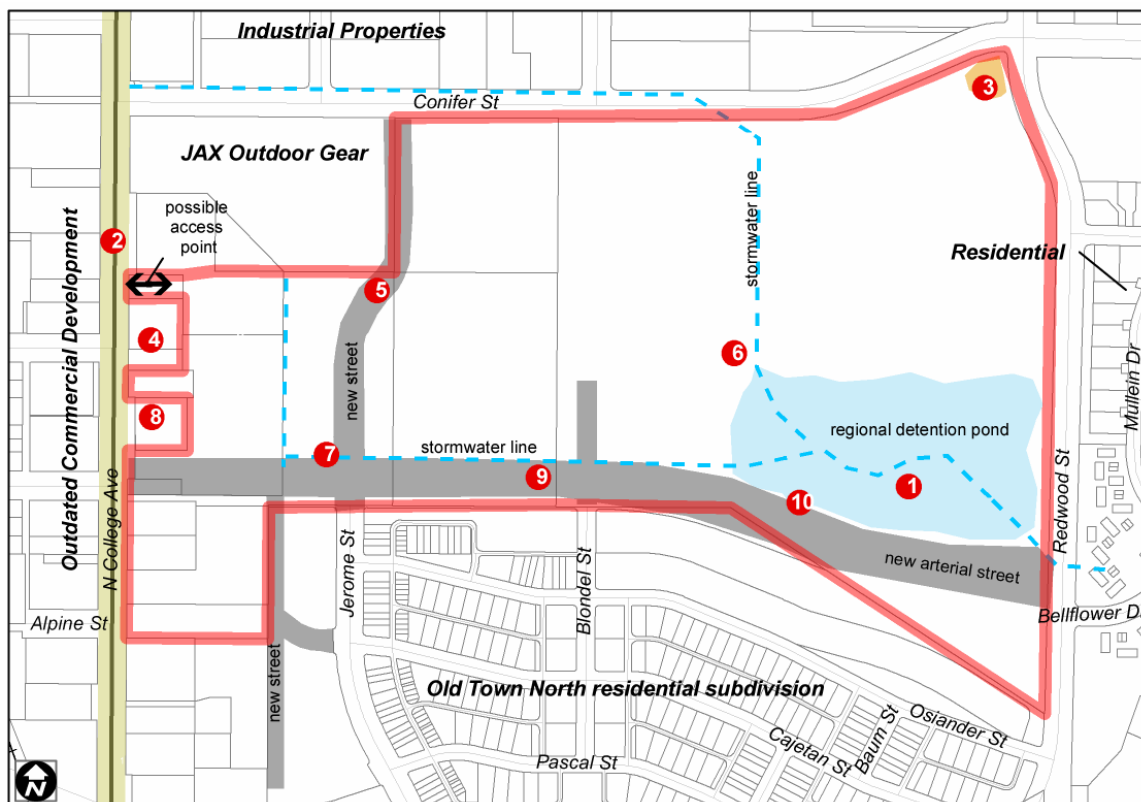 Industrial Properties
3
Conifer St
JAX Outdoor Gear
possible
access
point
stormwater line
2
Outdated Commercial Development
Residential
5
4
6
new street
Mullein Dr
8
regional detention pond
stormwater line
7
9
1
10
N College Ave
Redwood St
new arterial street
Jerome St
Blondel St
Bellflower D
Alpine St
new street
Old Town North residential subdivision
Osiander St
Baum St
Cajetan St
Pascal St
N